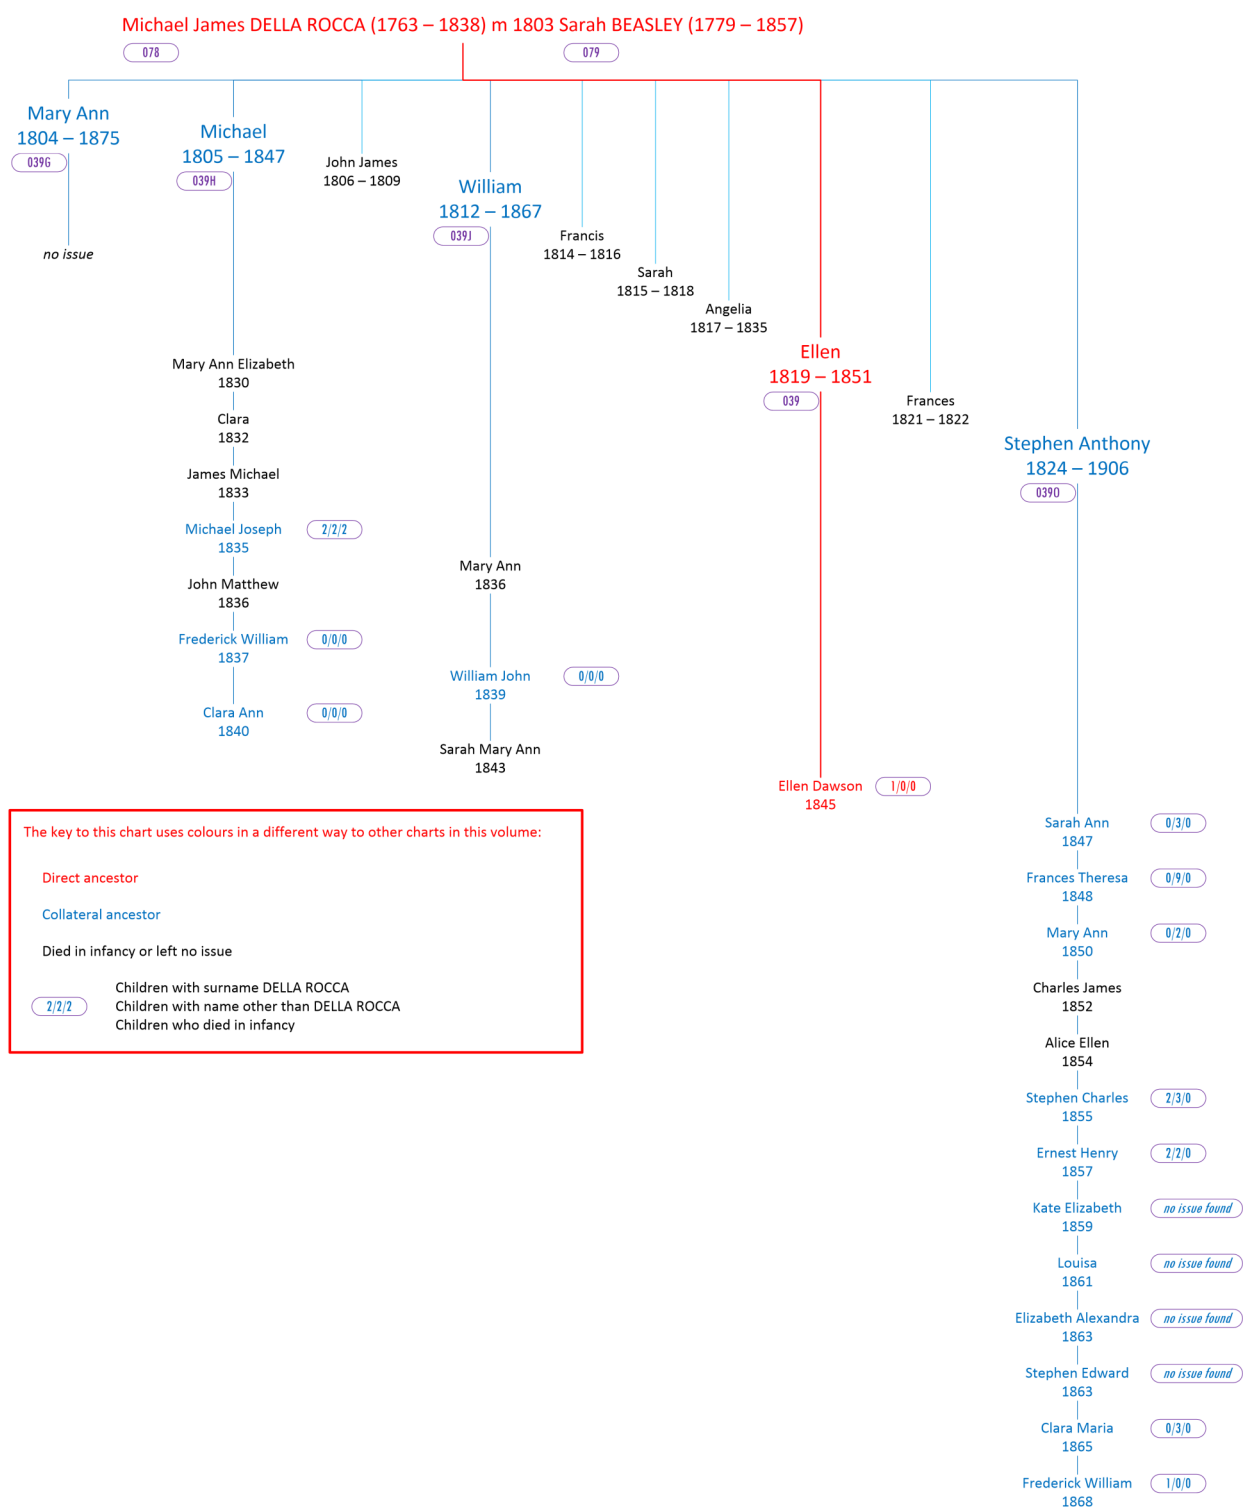 Michael James DELLA ROCCA (1763 – 1838) m 1803 Sarah BEASLEY (1779 – 1857)
078
079
Mary Ann
1804 – 1875
039G
no issue
Michael
1805 – 1847
039H
Mary Ann Elizabeth
1830
Clara
1832
James Michael
1833
Michael Joseph
2/2/2
1835
John Matthew
1836
Frederick William
0/0/0
1837
Clara Ann
0/0/0
1840
John James
1806 – 1809
William
1812 – 1867
039J
Mary Ann
1836
William John
0/0/0
1839
Sarah Mary Ann
1843
Francis
1814 – 1816
Sarah
1815 – 1818
Angelia
1817 – 1835
Ellen
1819 – 1851
039
Ellen Dawson
1/0/0
1845
Frances
1821 – 1822
Stephen Anthony
1824 – 1906
039O
Sarah Ann
0/3/0
1847
Frances Theresa
0/9/0
1848
Mary Ann
0/2/0
1850
Charles James
1852
Alice Ellen
1854
Stephen Charles
2/3/0
1855
Ernest Henry
2/2/0
1857
Kate Elizabeth
no issue found
1859
Louisa
no issue found
1861
Elizabeth Alexandra
no issue found
1863
Stephen Edward
no issue found
1863
Clara Maria
0/3/0
1865
Frederick William
1/0/0
1868
The key to this chart uses colours in a different way to other charts in this volume:
Direct ancestor
Collateral ancestor
Died in infancy or left no issue
2/2/2
Children with surname DELLA ROCCA
Children with name other than DELLA ROCCA
Children who died in infancy